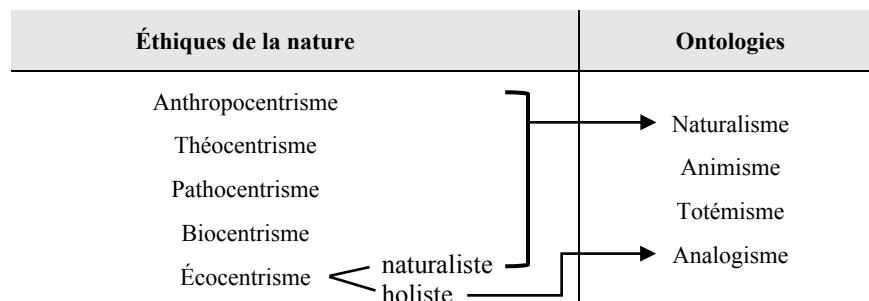 Éthiques de la nature
Ontologies
Anthropocentrisme
Théocentrisme
Pathocentrisme
Biocentrisme
Écocentrisme
naturaliste
holiste
Naturalisme
Animisme
Totémisme
Analogisme